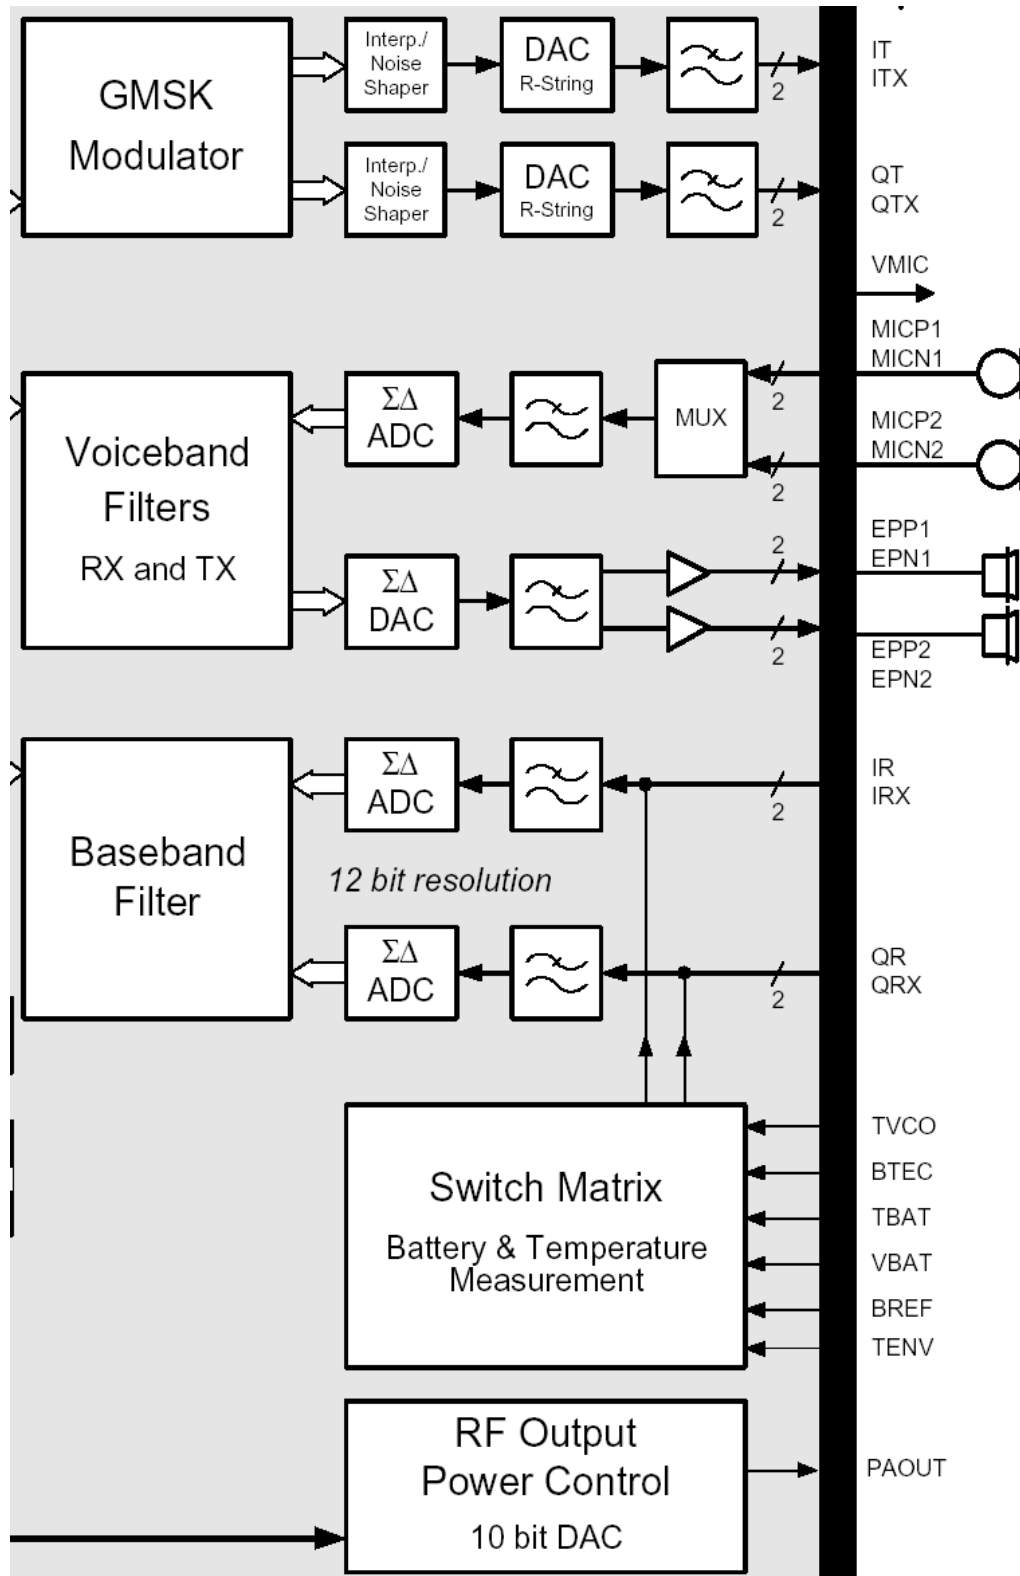 GMSK
Modulator
Interp./
Noise
Shaper
DAC
R-String
2
IT
ITX
Interp./
Noise
Shaper
DAC
R-String
2
QT
QTX
VMIC
MICP1
MICN1
2
MICP2
MICN2
2
Voiceband
Filters
RX and TX
ΣΔ
ADC
MUX
ΣΔ
DAC
2
EPP1
EPN1
2
EPP2
EPN2
Baseband
Filter
ΣΔ
ADC
2
IR
IRX
12 bit resolution
ΣΔ
ADC
2
QR
QRX
Switch Matrix
Battery & Temperature
Measurement
TVCO
BTEC
TBAT
VBAT
BREF
TENV
RF Output
Power Control
10 bit DAC
PAOUT